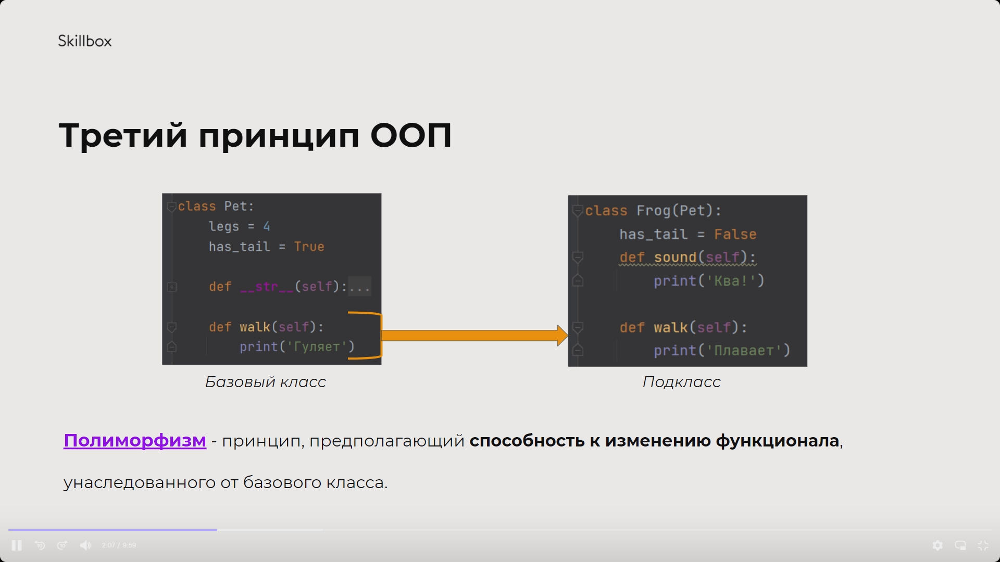 Skillbox
Третий принцип ООП
class Pet:
legs = 4
has_tail = True
def __str__(self):...
def walk(self):
print('Гуляет')
Базовый класс
class Frog(Pet):
has_tail = False
def sound(self):
print('Ква!')
def walk(self):
print('Плавает')
Подкласс
Полиморфизм - принцип, предполагающий способность к изменению функционала,
унаследованного от базового класса.
10
10
2:07 / 9:59